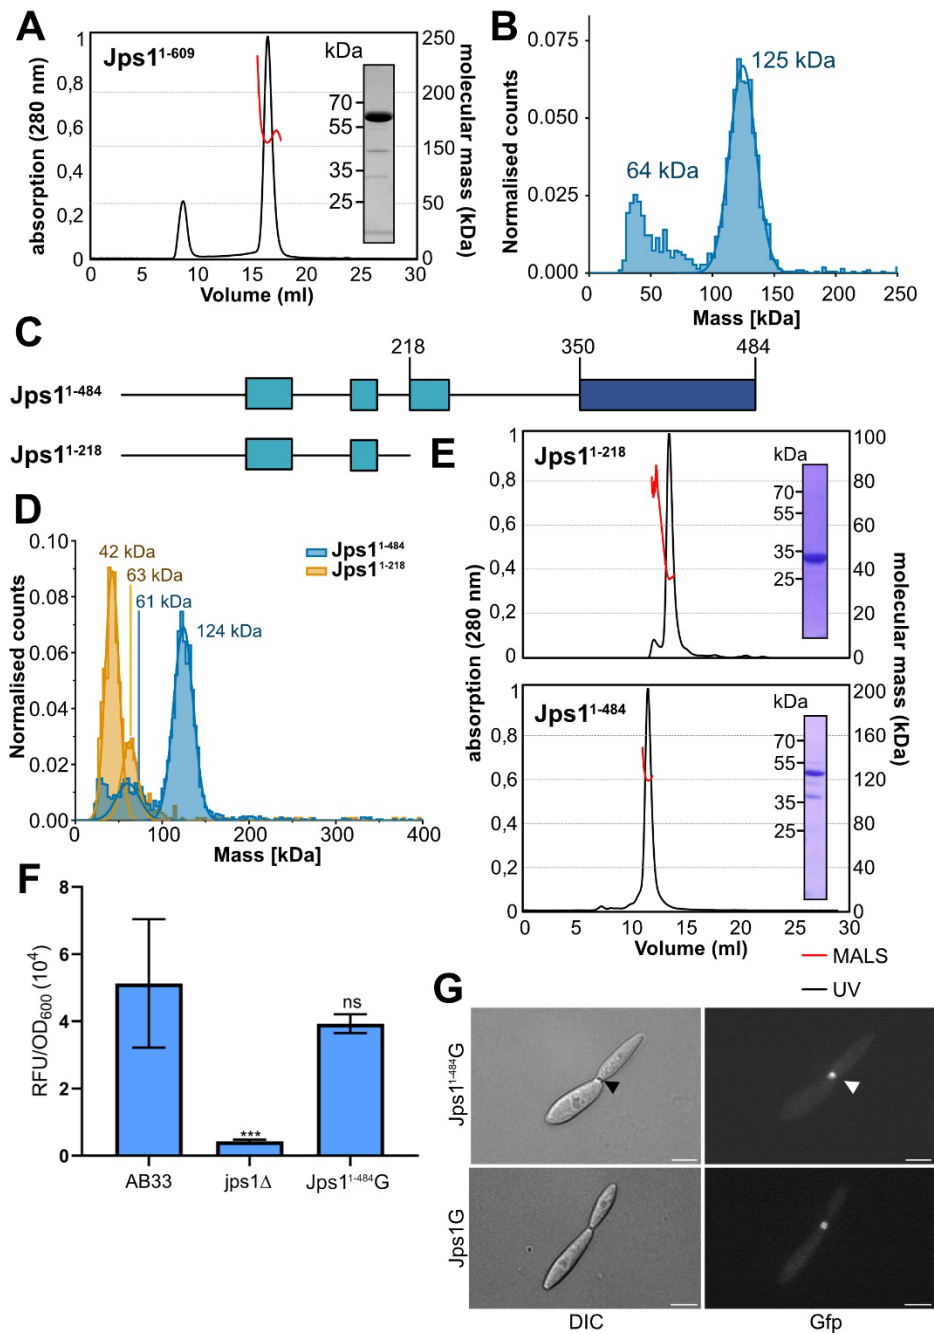 A
Jps1¹⁻⁶⁰⁹
absorption (280 nm)
1
0,8
0,6
0,4
0,2
0
0 5 10 15 20 25 30
Volume (ml)
kDa
70
55
35
25
250
200
150
100
50
0
molecular mass (kDa)
B
Normalised counts
0.075
0.050
0.025
0.000
64 kDa
125 kDa
0 50 100 150 200 250
Mass [kDa]
C
218 350 484
Jps1¹⁻⁴⁸⁴
Jps1¹⁻²¹⁸
D
Normalised counts
0.10
0.08
0.06
0.04
0.02
0.00
42 kDa
63 kDa
61 kDa
124 kDa
Jps1¹⁻⁴⁸⁴
Jps1¹⁻²¹⁸
0 100 200 300 400
Mass [kDa]
E
Jps1¹⁻²¹⁸
1
0,8
0,6
0,4
0,2
0
kDa
70
55
35
25
100
80
60
40
20
0
absorption (280 nm)
molecular mass (kDa)
Jps1¹⁻⁴⁸⁴
1
0,8
0,6
0,4
0,2
0
kDa
70
55
35
25
200
160
120
80
40
0
0 5 10 15 20 25 30
Volume (ml)
MALS
UV
F
RFU/OD₆₀₀ (10⁴)
8
6
4
2
0
***
ns
AB33 jps1Δ Jps1¹⁻⁴⁸⁴G
G
Jps1¹⁻⁴⁸⁴G
Jps1G
DIC Gfp